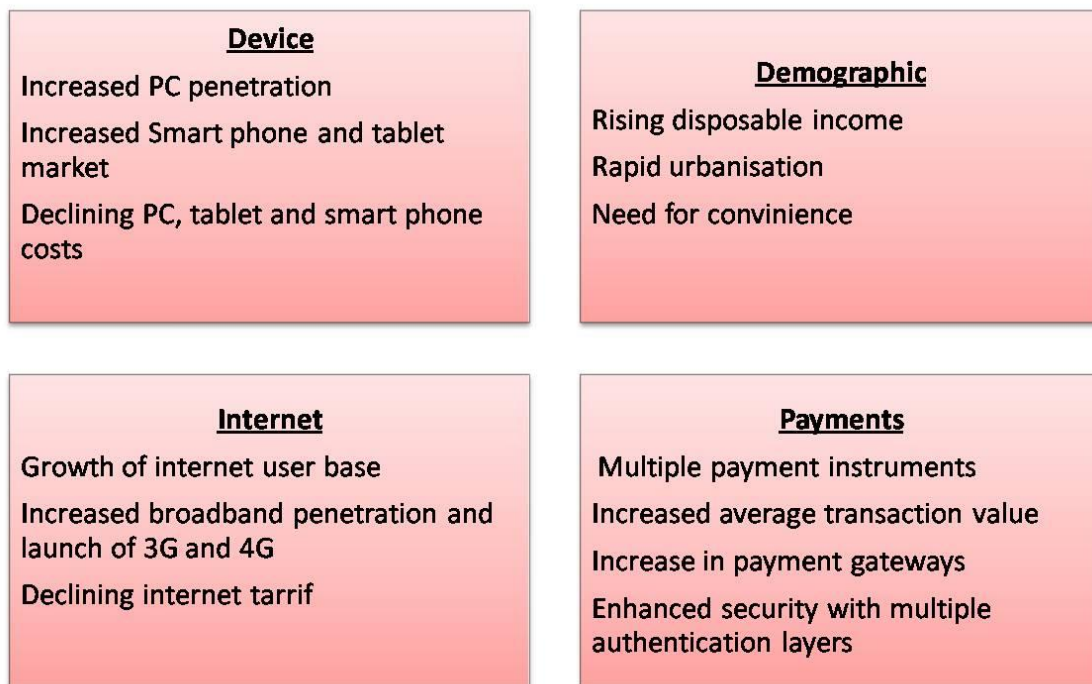 Device
Increased PC penetration
Increased Smart phone and tablet
market
Declining PC, tablet and smart phone
costs
Demographic
Rising disposable income
Rapid urbanisation
Need for convinience
Internet
Growth of internet user base
Increased broadband penetration and
launch of 3G and 4G
Declining internet tarrif
Payments
Multiple payment instruments
Increased average transaction value
Increase in payment gateways
Enhanced security with multiple
authentication layers